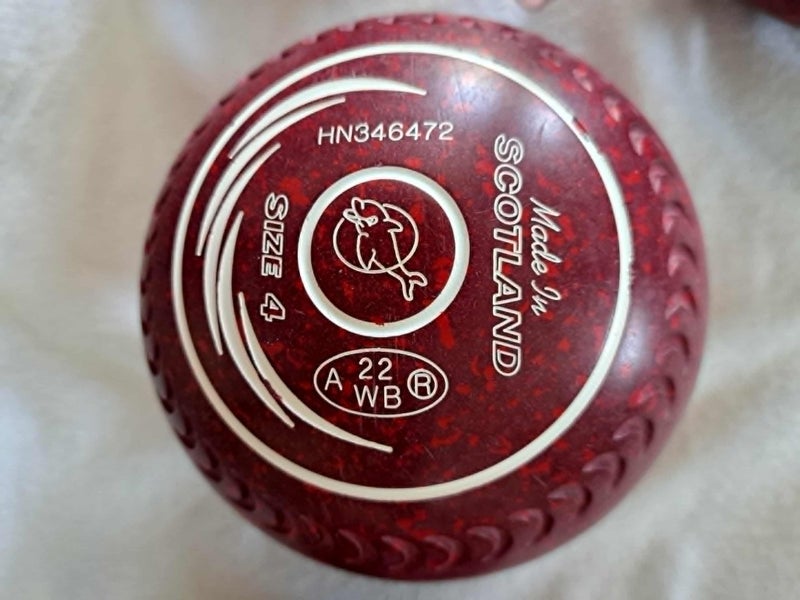 HN346472
Made In
SCOTLAND
SIZE 4
A 22 R
WB